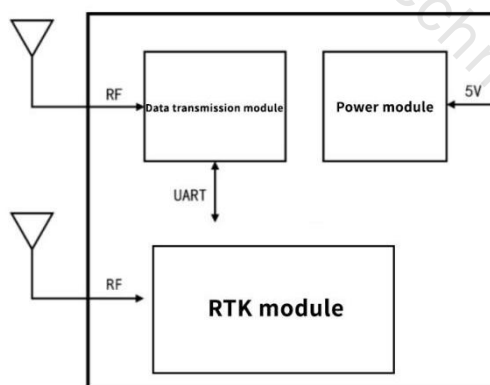 RF
Data transmission module
Power module
5V
UART
RF
RTK module